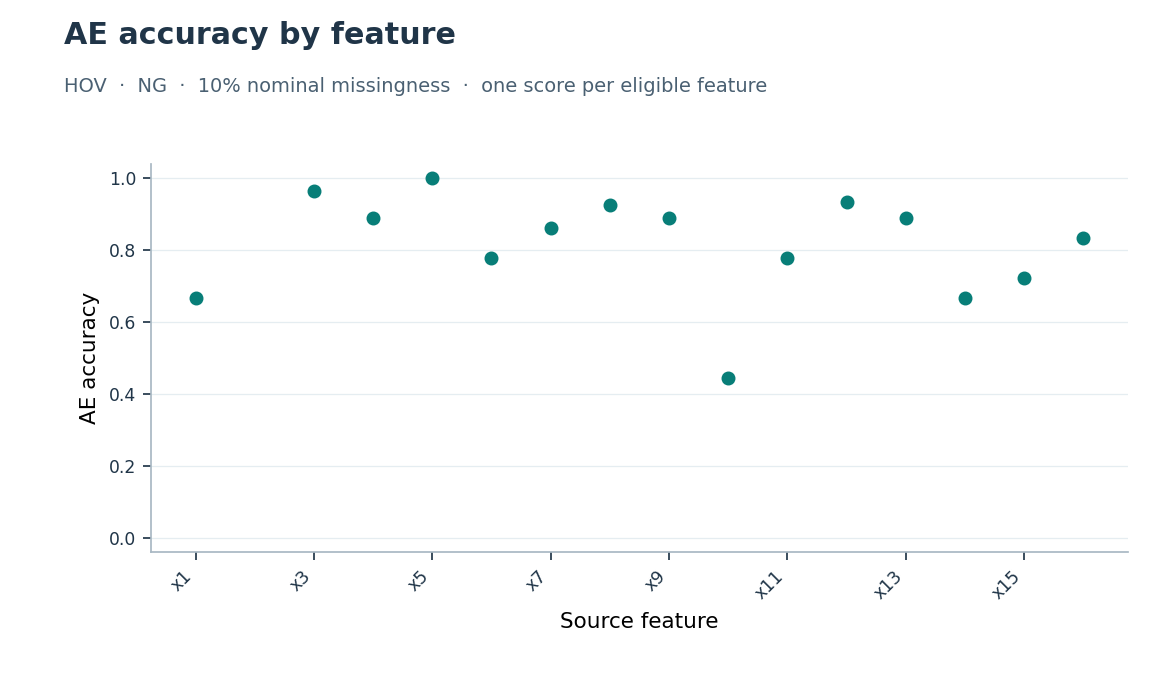 AE accuracy by feature
HOV · NG · 10% nominal missingness · one score per eligible feature
1.0
0.8
0.6
0.4
0.2
0.0
AE accuracy
x1
x3
x5
x7
x9
x11
x13
x15
Source feature